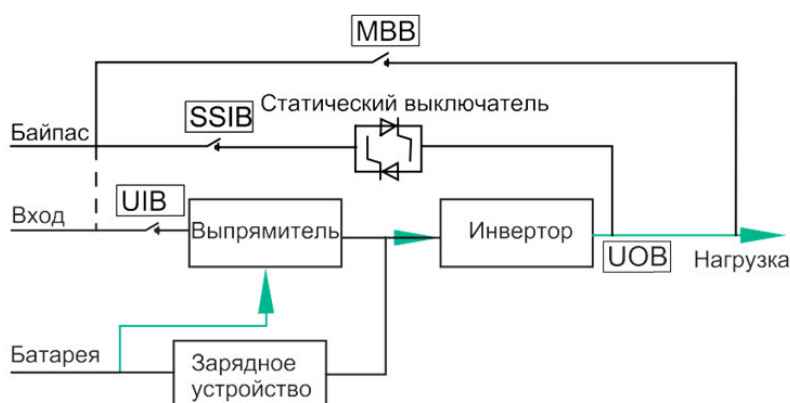 MBB
Статический выключатель
SSIB
Байпас
UIB
Вход
Выпрямитель
Инвертор
UOB
Нагрузка
Батарея
Зарядное
устройство